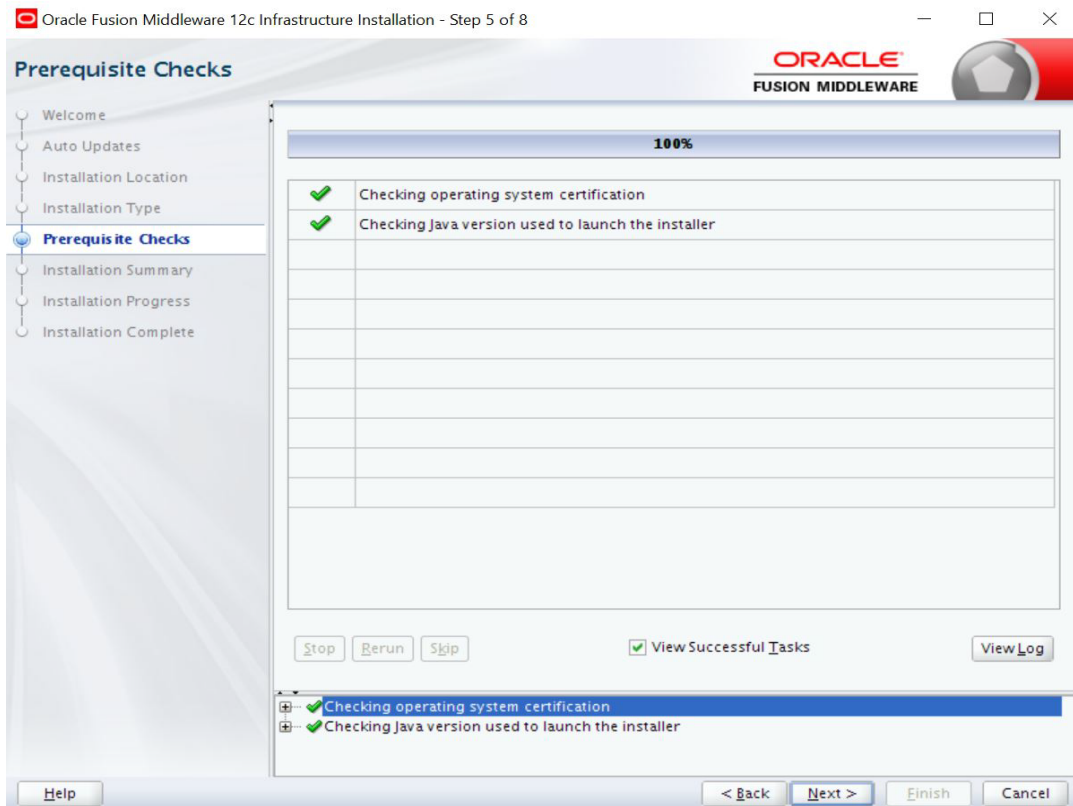 Oracle Fusion Middleware 12c Infrastructure Installation - Step 5 of 8
Prerequisite Checks
ORACLE
FUSION MIDDLEWARE
Welcome
Auto Updates
Installation Location
Installation Type
Prerequisite Checks
Installation Summary
Installation Progress
Installation Complete
100%
Checking operating system certification
Checking Java version used to launch the installer
Stop Rerun Skip View Successful Tasks View Log
Checking operating system certification
Checking Java version used to launch the installer
Help < Back Next > Finish Cancel